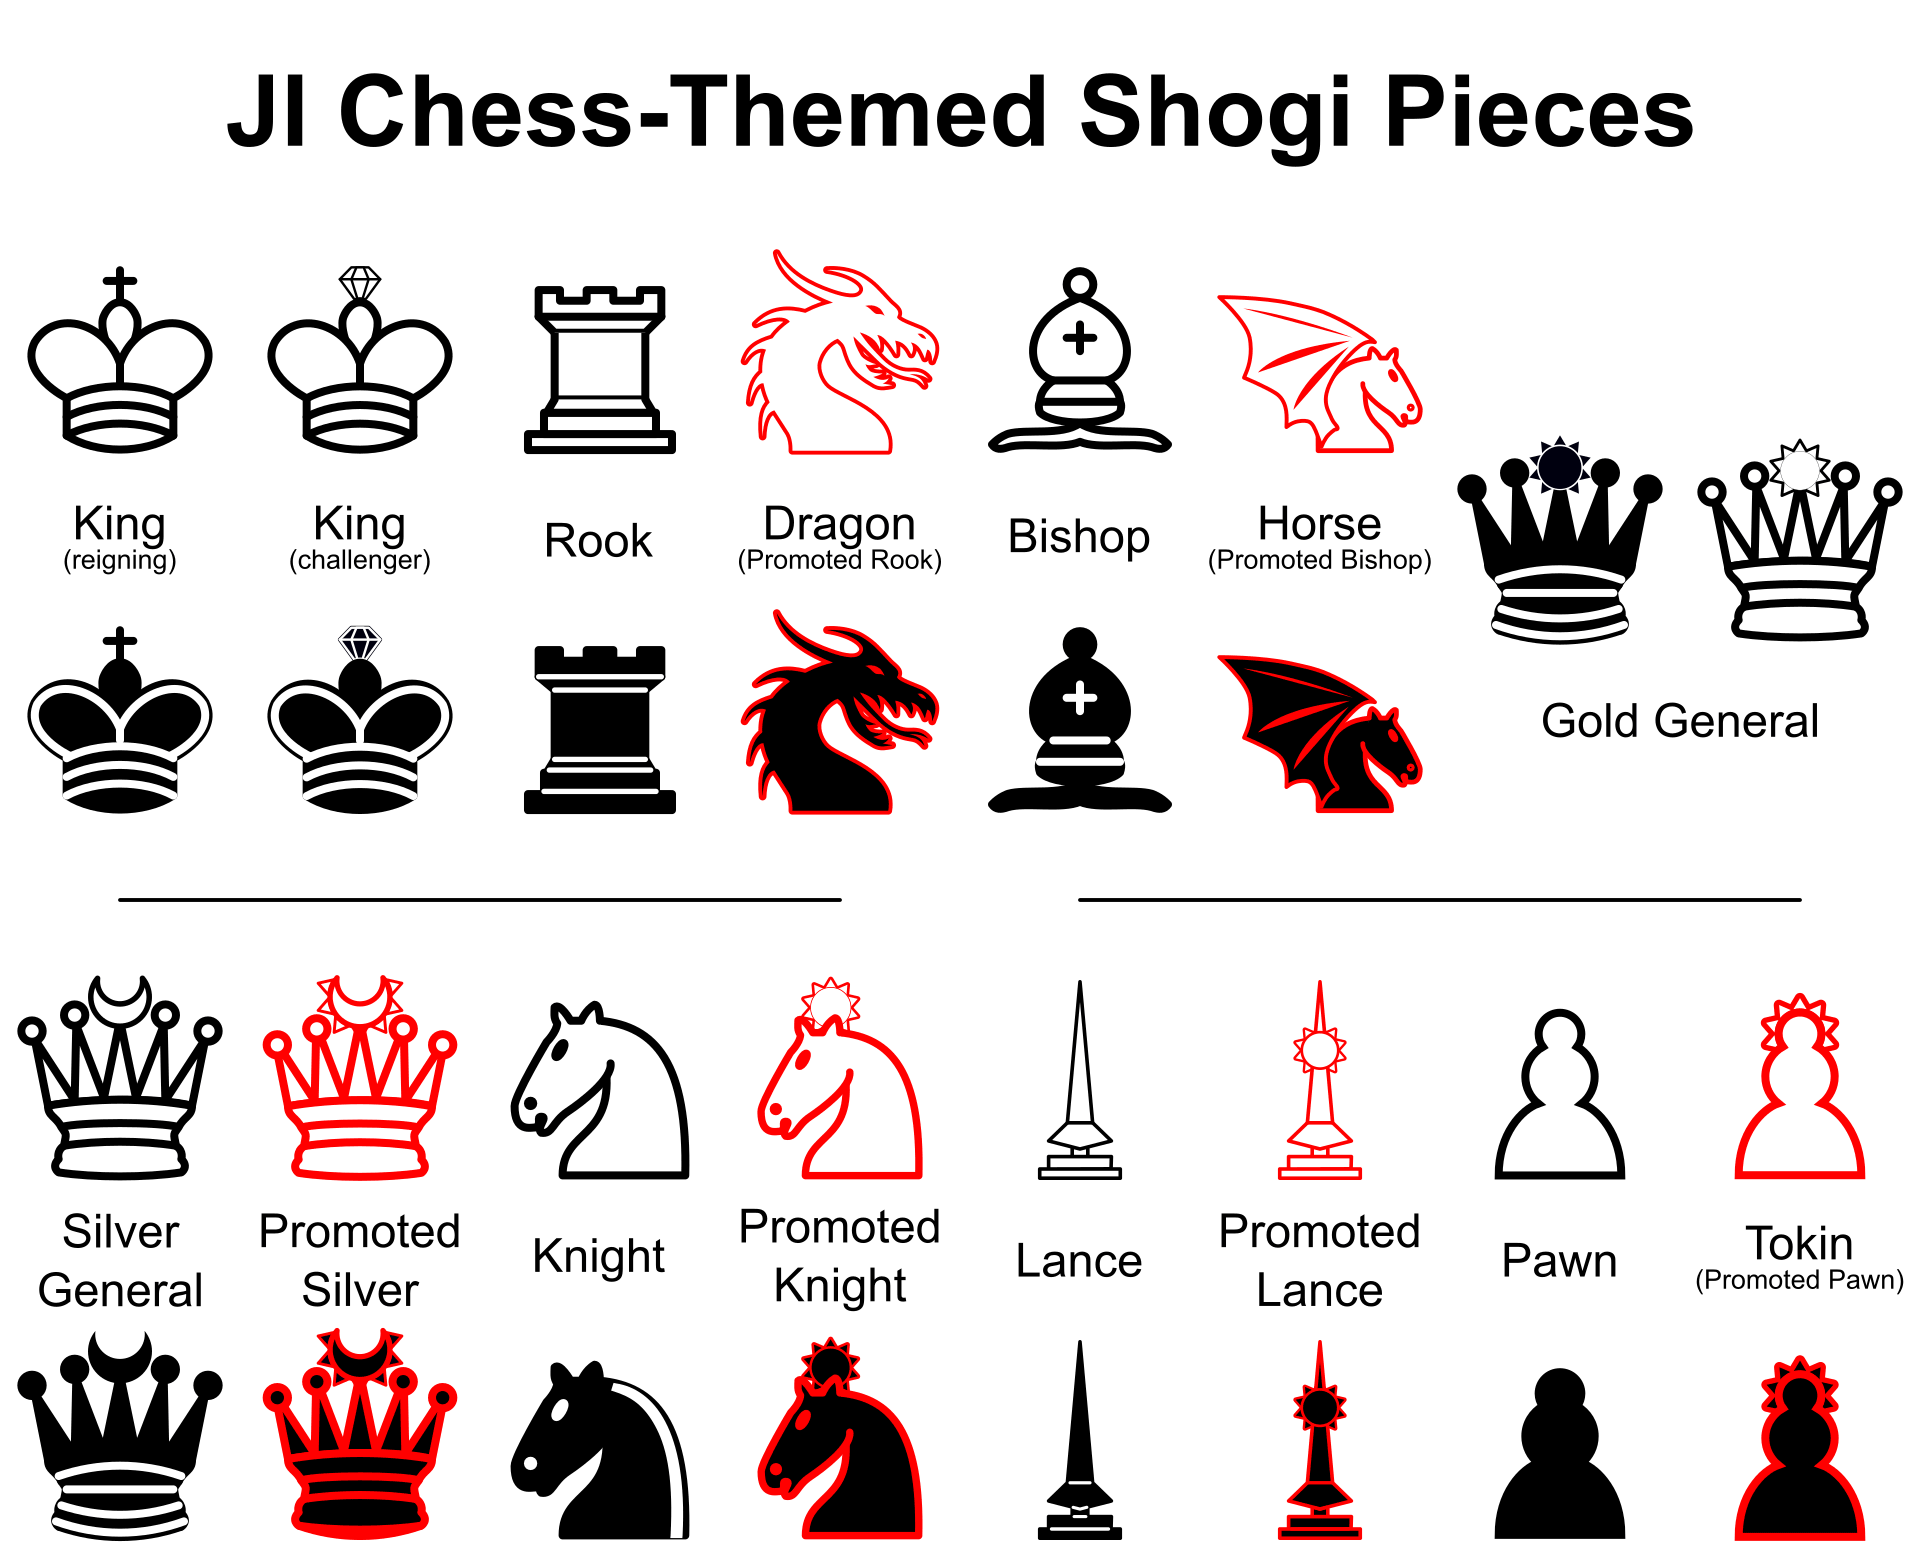 JI Chess-Themed Shogi Pieces
King
(reigning)
King
(challenger)
Rook
Dragon
(Promoted Rook)
Bishop
Horse
(Promoted Bishop)
Gold General
Silver
General
Promoted
Silver
Knight
Promoted
Knight
Lance
Promoted
Lance
Pawn
Tokin
(Promoted Pawn)